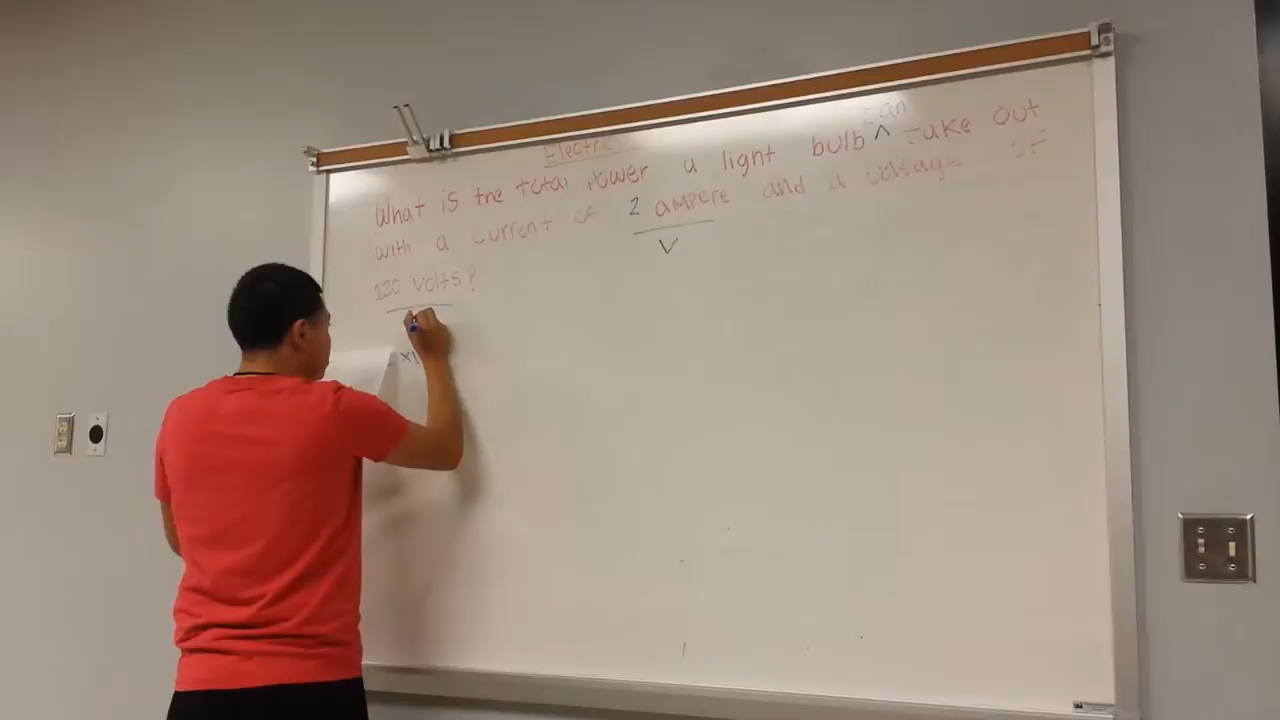 Electric
can
What is the Total Power a light bulb ^ take out
with a current of 2 ampere and a voltage of
120 volts?
V
x1